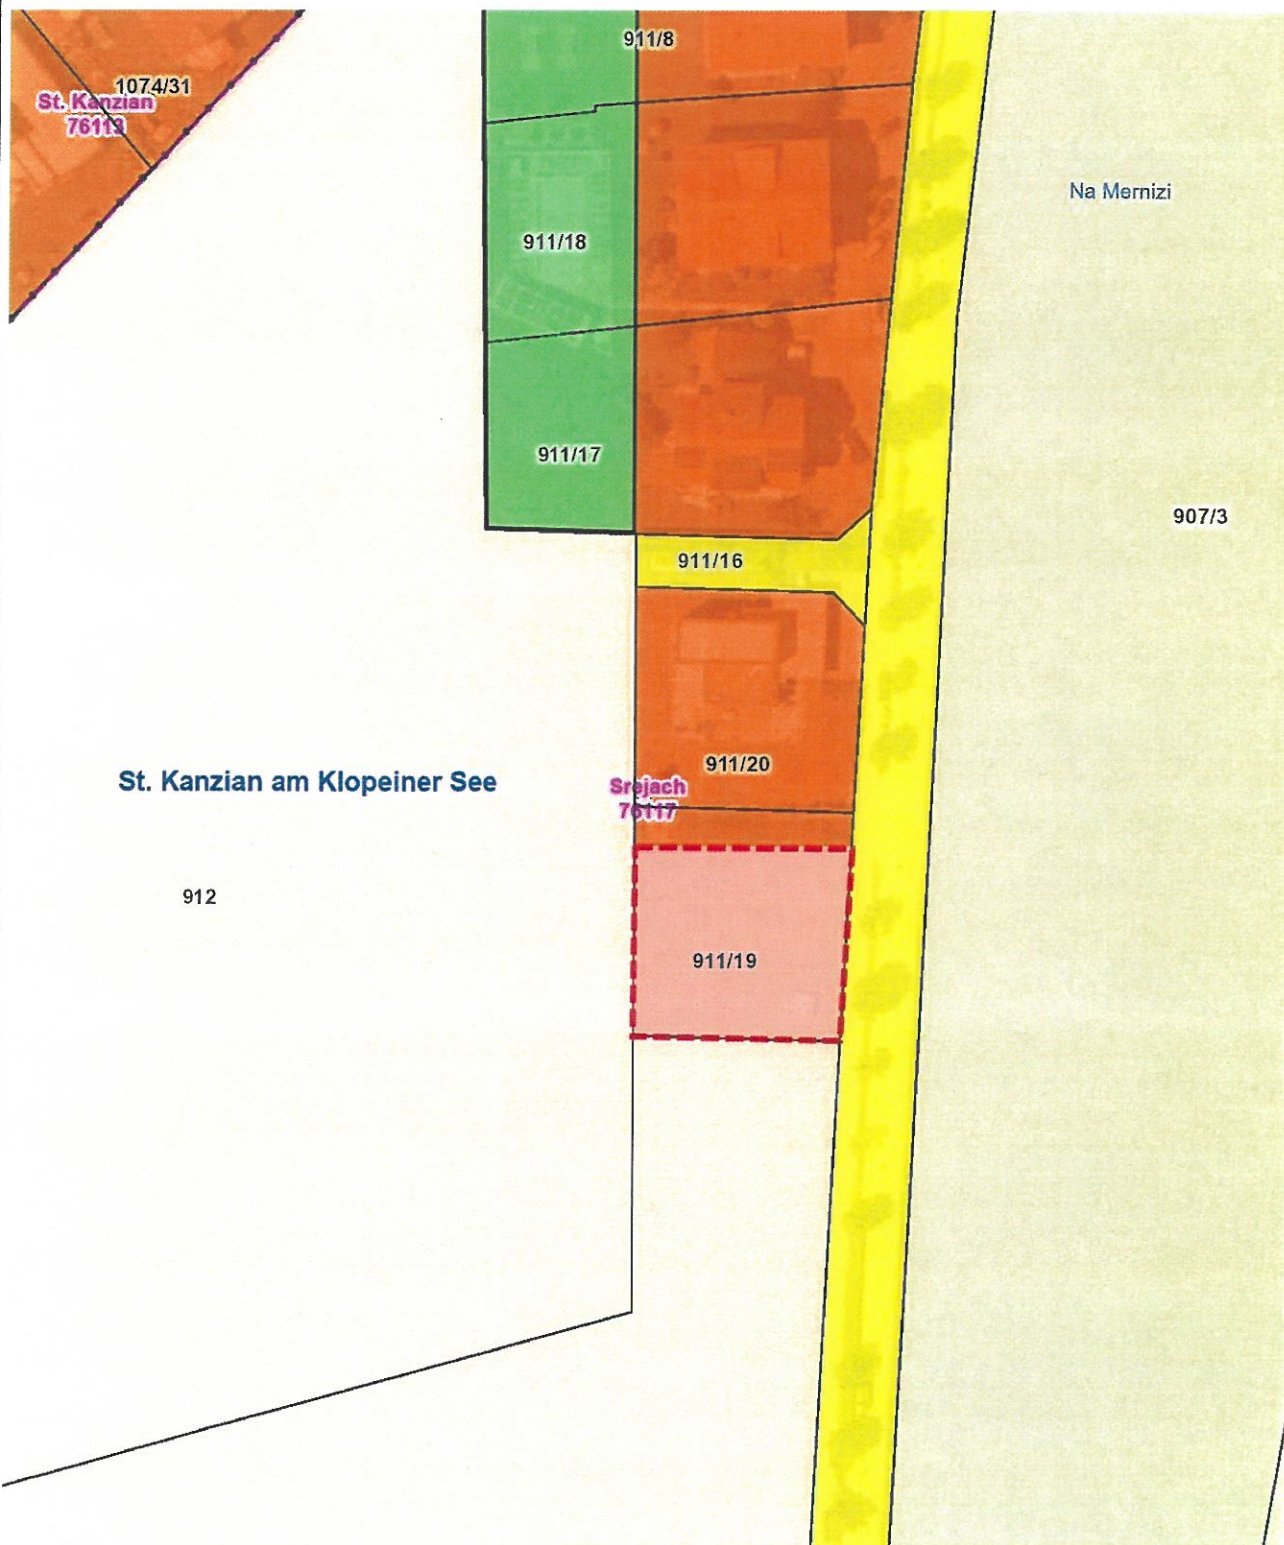 911/8
1074/31
St. Kanzian
76113
Na Mernizi
911/18
911/17
907/3
911/16
911/20
St. Kanzian am Klopeiner See
Srejach
76117
912
911/19